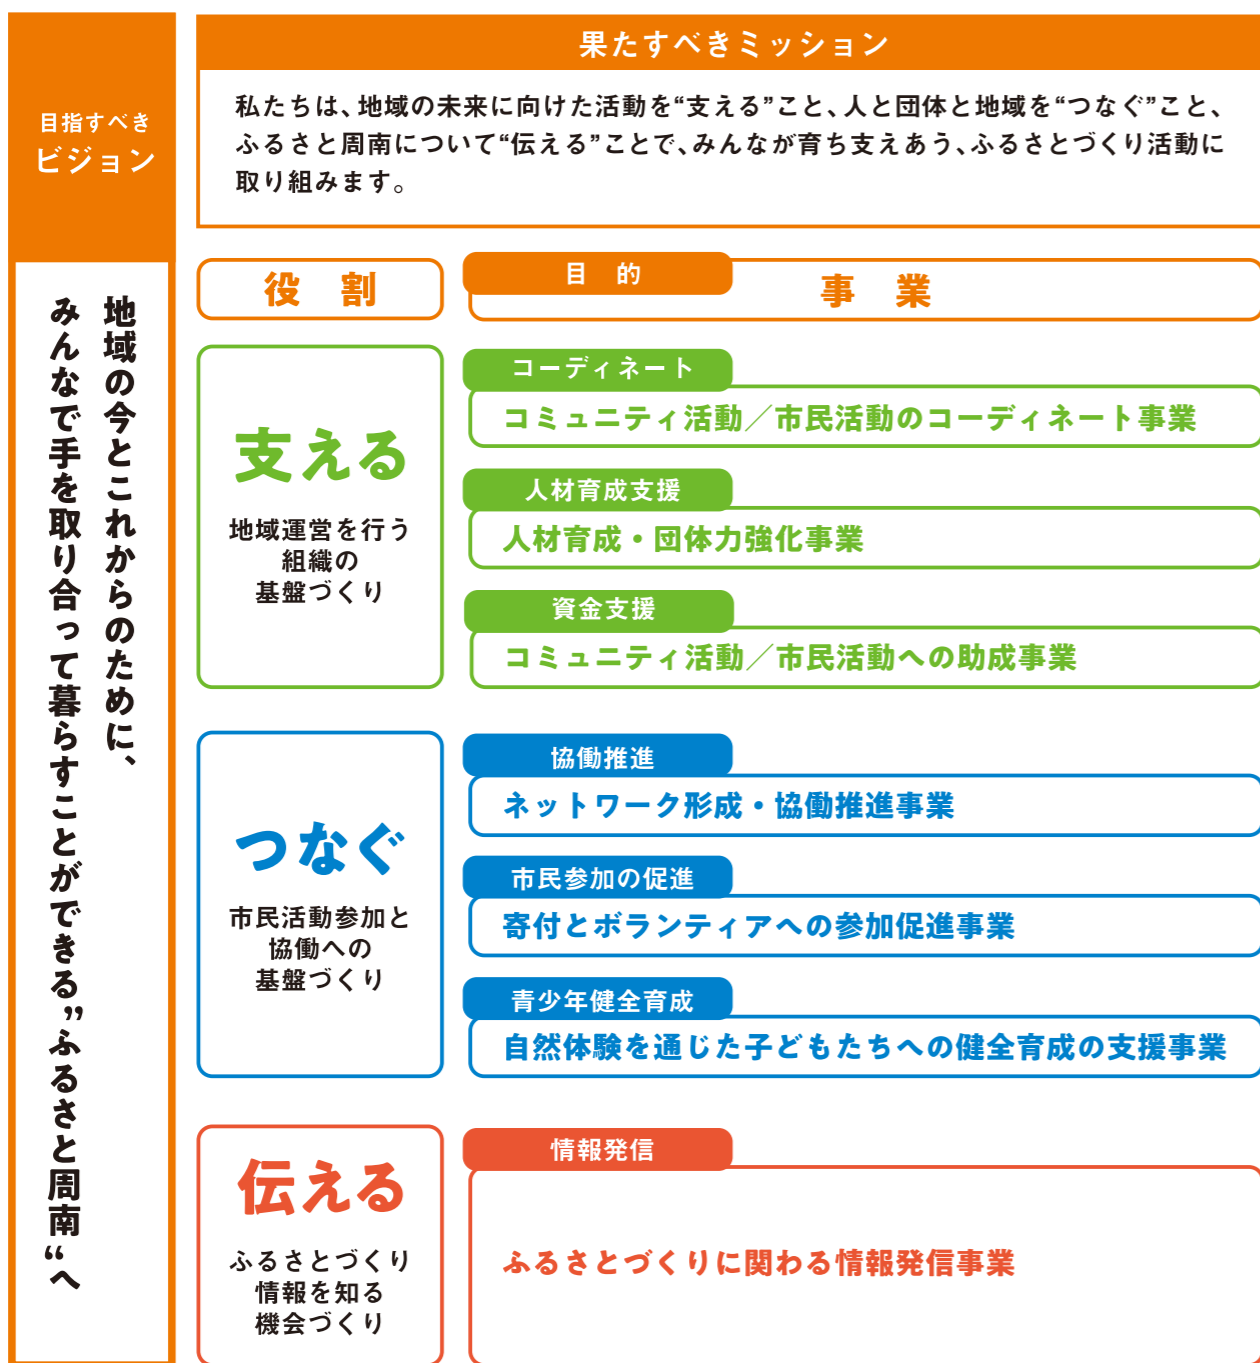 目指すべき
ビジョン
地域の今とこれからのために、
みんなで手を取り合って暮らすことができる”ふるさと周南“へ
果たすべきミッション
私たちは、地域の未来に向けた活動を“支える”こと、人と団体と地域を“つなぐ”こと、
ふるさと周南について“伝える”ことで、みんなが育ち支えあう、ふるさとづくり活動に
取り組みます。
役　割
目　的
事　業
支える
地域運営を行う
組織の
基盤づくり
コーディネート
コミュニティ活動／市民活動のコーディネート事業
人材育成支援
人材育成・団体力強化事業
資金支援
コミュニティ活動／市民活動への助成事業
つなぐ
市民活動参加と
協働への
基盤づくり
協働推進
ネットワーク形成・協働推進事業
市民参加の促進
寄付とボランティアへの参加促進事業
青少年健全育成
自然体験を通じた子どもたちへの健全育成の支援事業
伝える
ふるさとづくり
情報を知る
機会づくり
情報発信
ふるさとづくりに関わる情報発信事業